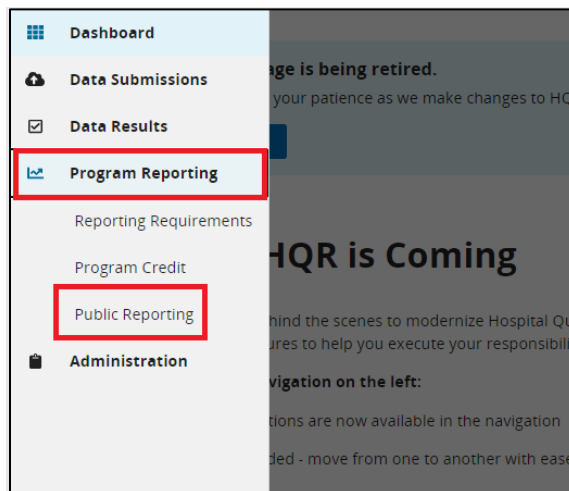 Dashboard
Data Submissions
Data Results
Program Reporting
Reporting Requirements
Program Credit
Public Reporting
Administration
age is being retired.
your patience as we make changes to HQ
HQR is Coming
hind the scenes to modernize Hospital Qu
ures to help you execute your responsibili
vigation on the left:
tions are now available in the navigation
ded - move from one to another with ease